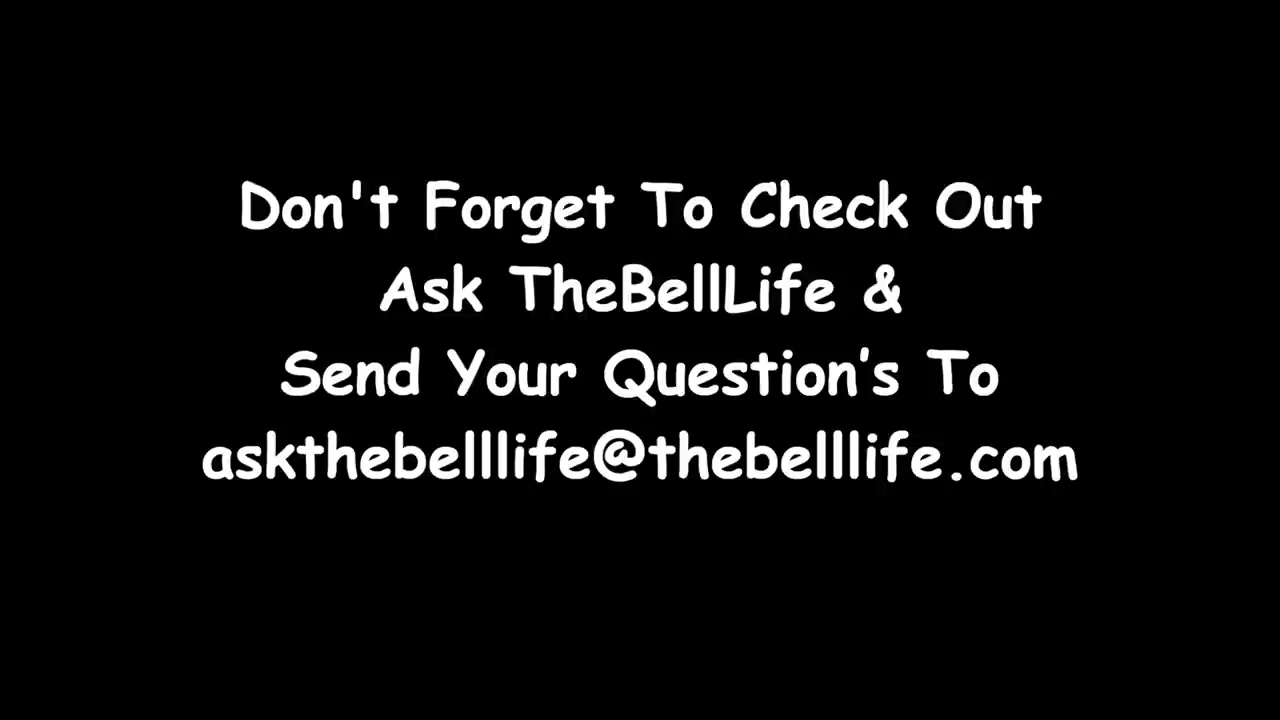 Don't Forget To Check Out
Ask TheBellLife &
Send Your Question’s To
askthebelllife@thebelllife.com